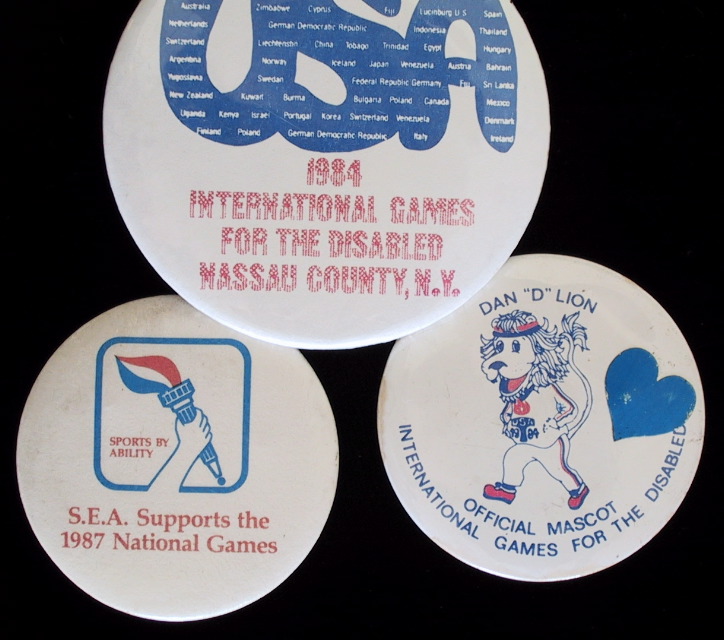 USA
Australia Zimbabwe Cyprus Fiji Luxinburg U S Spain
Netherlands German Democratic Republic Indonesia Thailand
Switzerland Liechenstein China Tobago Trinidad Egypt Hungary
Argentina Norway Iceland Japan Venezuela Austria Bahrain
Yugoslavia Sweden Federal Republic Germany Fiji Sri Lanka
New Zealand Kuwait Burma Bulgaria Poland Canada Mexico
Uganda Kenya Israel Portugal Korea Switzerland Venezuela Denmark
Finland Poland German Democratic Republic Italy Ireland
1984
INTERNATIONAL GAMES
FOR THE DISABLED
NASSAU COUNTY, N.Y.
SPORTS BY
ABILITY
S.E.A. Supports the
1987 National Games
DAN "D" LION
84
OFFICIAL MASCOT
INTERNATIONAL GAMES FOR THE DISABLED